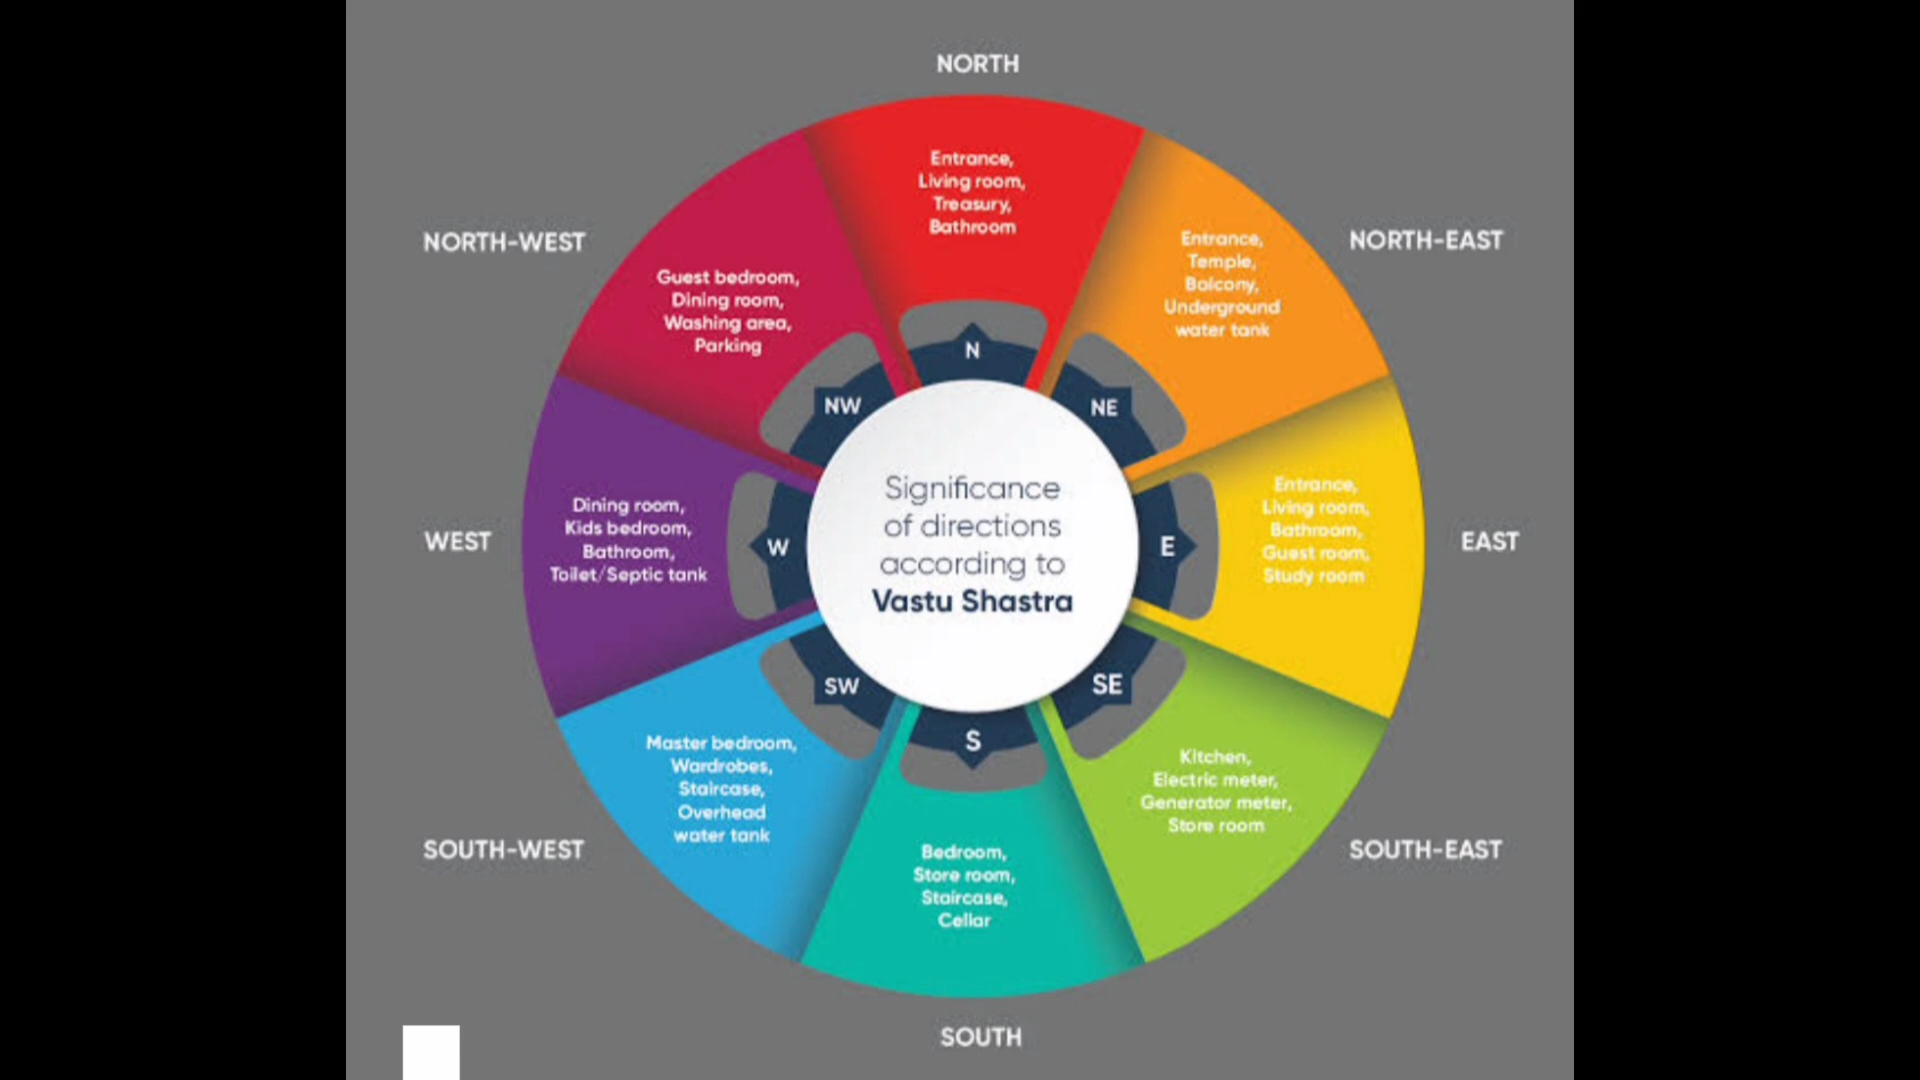 NORTH
Entrance,
Living room,
Treasury,
Bathroom
NORTH-WEST
NORTH-EAST
Guest bedroom,
Dining room,
Washing area,
Parking
Entrance,
Temple,
Balcony,
Underground
water tank
N
NW
NE
WEST
Dining room,
Kids bedroom,
Bathroom,
Toilet/Septic tank
W
Significance
of directions
according to
Vastu Shastra
E
Entrance,
Living room,
Bathroom,
Guest room,
Study room
EAST
SW
SE
S
Master bedroom,
Wardrobes,
Staircase,
Overhead
water tank
Kitchen,
Electric meter,
Generator meter,
Store room
SOUTH-WEST
SOUTH-EAST
Bedroom,
Store room,
Staircase,
Cellar
SOUTH